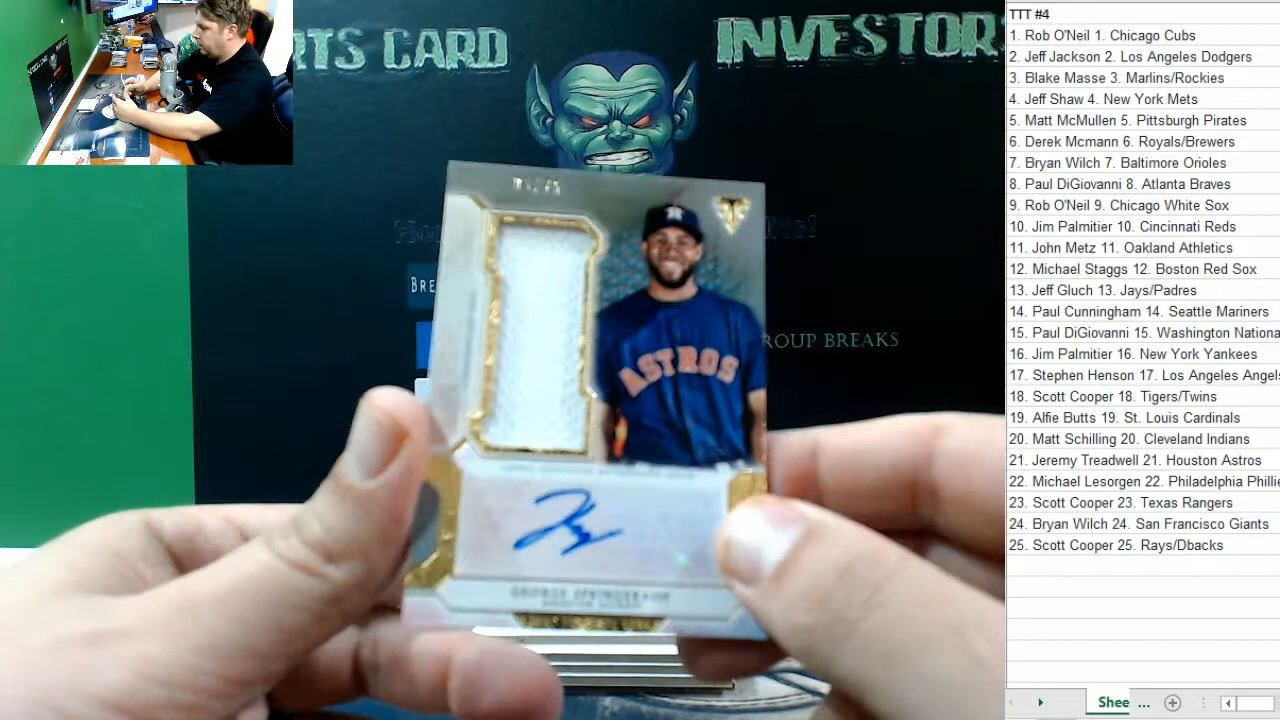 RTS CARD
INVESTORS
BRE
ROUP BREAKS
ASTROS
GEORGE SPRINGER
TTT #4
1. Rob O'Neil 1. Chicago Cubs
2. Jeff Jackson 2. Los Angeles Dodgers
3. Blake Masse 3. Marlins/Rockies
4. Jeff Shaw 4. New York Mets
5. Matt McMullen 5. Pittsburgh Pirates
6. Derek Mcmann 6. Royals/Brewers
7. Bryan Wilch 7. Baltimore Orioles
8. Paul DiGiovanni 8. Atlanta Braves
9. Rob O'Neil 9. Chicago White Sox
10. Jim Palmitier 10. Cincinnati Reds
11. John Metz 11. Oakland Athletics
12. Michael Staggs 12. Boston Red Sox
13. Jeff Gluch 13. Jays/Padres
14. Paul Cunningham 14. Seattle Mariners
15. Paul DiGiovanni 15. Washington Nationa
16. Jim Palmitier 16. New York Yankees
17. Stephen Henson 17. Los Angeles Angels
18. Scott Cooper 18. Tigers/Twins
19. Alfie Butts 19. St. Louis Cardinals
20. Matt Schilling 20. Cleveland Indians
21. Jeremy Treadwell 21. Houston Astros
22. Michael Lesorgen 22. Philadelphia Phillie
23. Scott Cooper 23. Texas Rangers
24. Bryan Wilch 24. San Francisco Giants
25. Scott Cooper 25. Rays/Dbacks
Shee ...